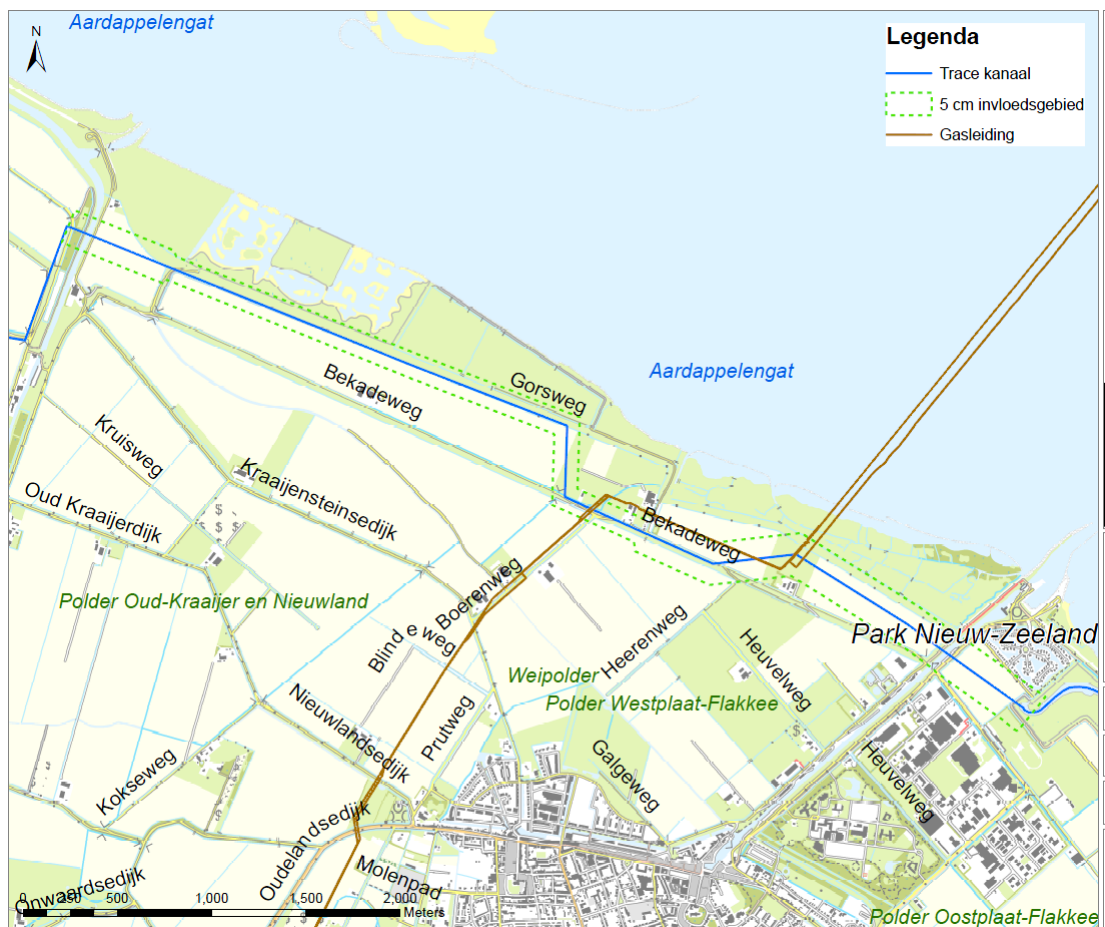 Aardappelengat
N
Legenda
Trace kanaal
5 cm invloedsgebied
Gasleiding
Aardappelengat
Gorsweg
Bekadeweg
Kruisweg
Kraaijensteinsedijk
Oud Kraaijerdijk
Bekadeweg
Boerenweg
Polder Oud-Kraaijer en Nieuwland
Blind e weg
Heerenweg
Heuvelweg
Park Nieuw-Zeeland
Weipolder
Polder Westplaat-Flakkee
Nieuwlandsedijk
Prutweg
Galgeweg
Heuvelweg
Kokseweg
Oudelandsedijk
Molenpad
Onwaardsedijk
0 250 500 1,000 1,500 2,000
Meters
Polder Oostplaat-Flakkee